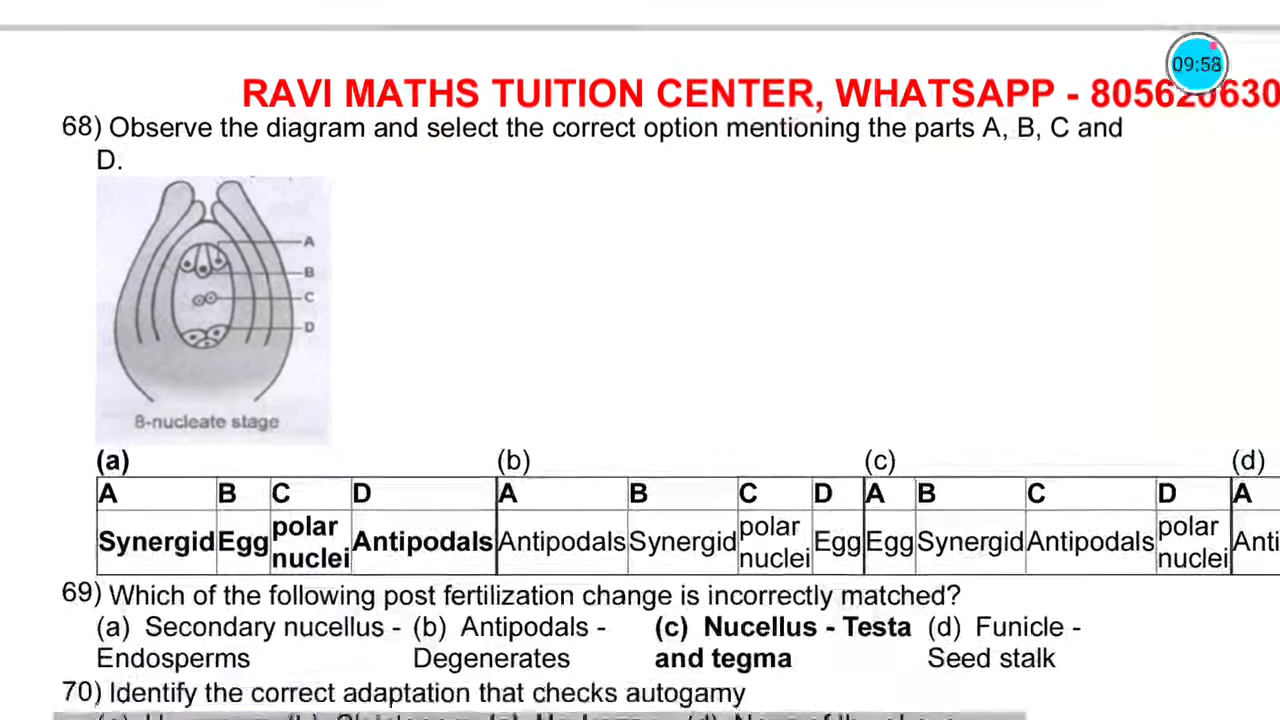 09:58
RAVI MATHS TUITION CENTER, WHATSAPP - 805620630
68) Observe the diagram and select the correct option mentioning the parts A, B, C and
D.
A
B
C
D
8-nucleate stage
(a) (b) (c) (d)
A B C D A B C D A B C D A
Synergid Egg polar nuclei Antipodals Antipodals Synergid polar nuclei Egg Egg Synergid Antipodals polar nuclei Anti
69) Which of the following post fertilization change is incorrectly matched?
(a) Secondary nucellus - (b) Antipodals - (c) Nucellus - Testa (d) Funicle -
Endosperms Degenerates and tegma Seed stalk
70) Identify the correct adaptation that checks autogamy